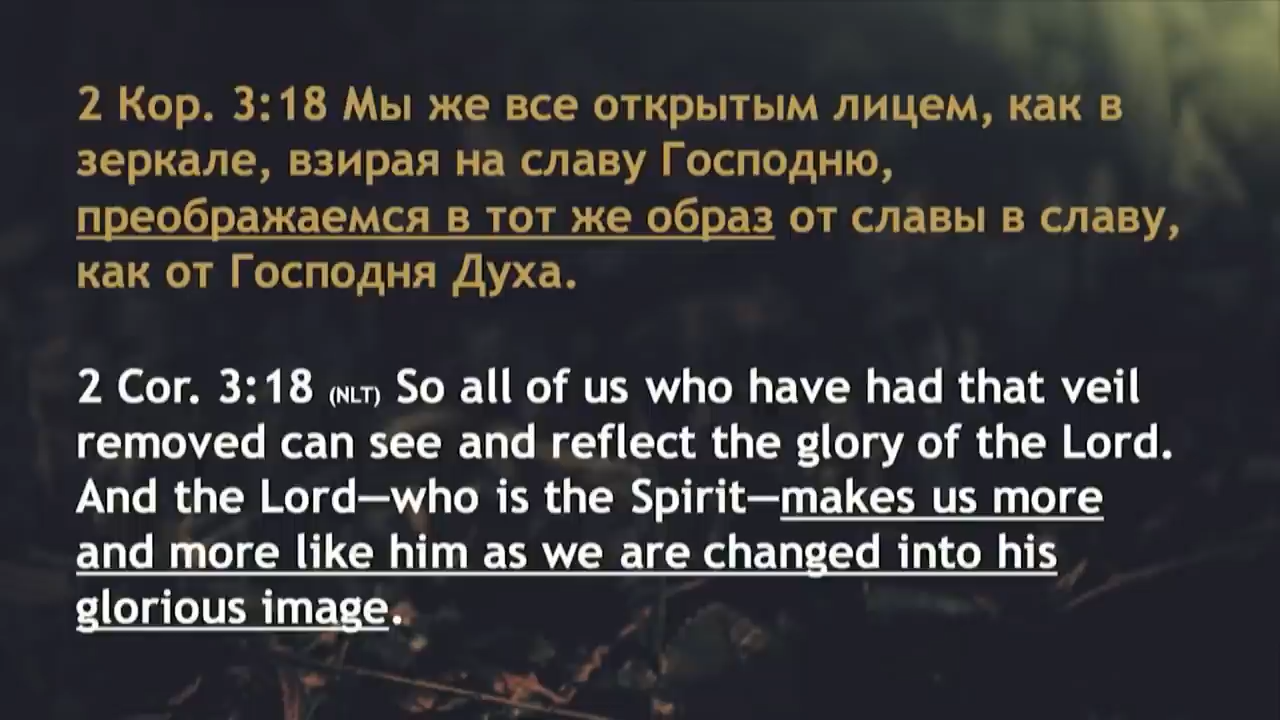 2 Кор. 3:18 Мы же все открытым лицем, как в
зеркале, взирая на славу Господню,
преображаемся в тот же образ от славы в славу,
как от Господня Духа.
2 Cor. 3:18 (NLT) So all of us who have had that veil
removed can see and reflect the glory of the Lord.
And the Lord—who is the Spirit—makes us more
and more like him as we are changed into his
glorious image.